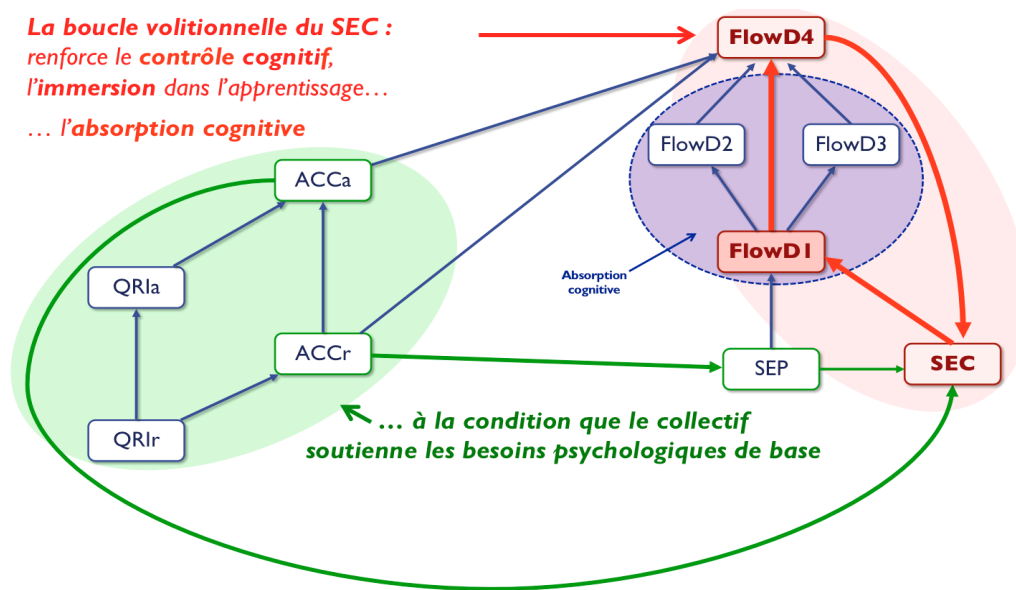 La boucle volitionnelle du SEC :
renforce le contrôle cognitif,
l'immersion dans l'apprentissage…
… l'absorption cognitive
FlowD4
FlowD2
FlowD3
ACCa
FlowD1
Absorption
cognitive
QRIa
ACCr
SEP
SEC
… à la condition que le collectif
soutienne les besoins psychologiques de base
QRIr